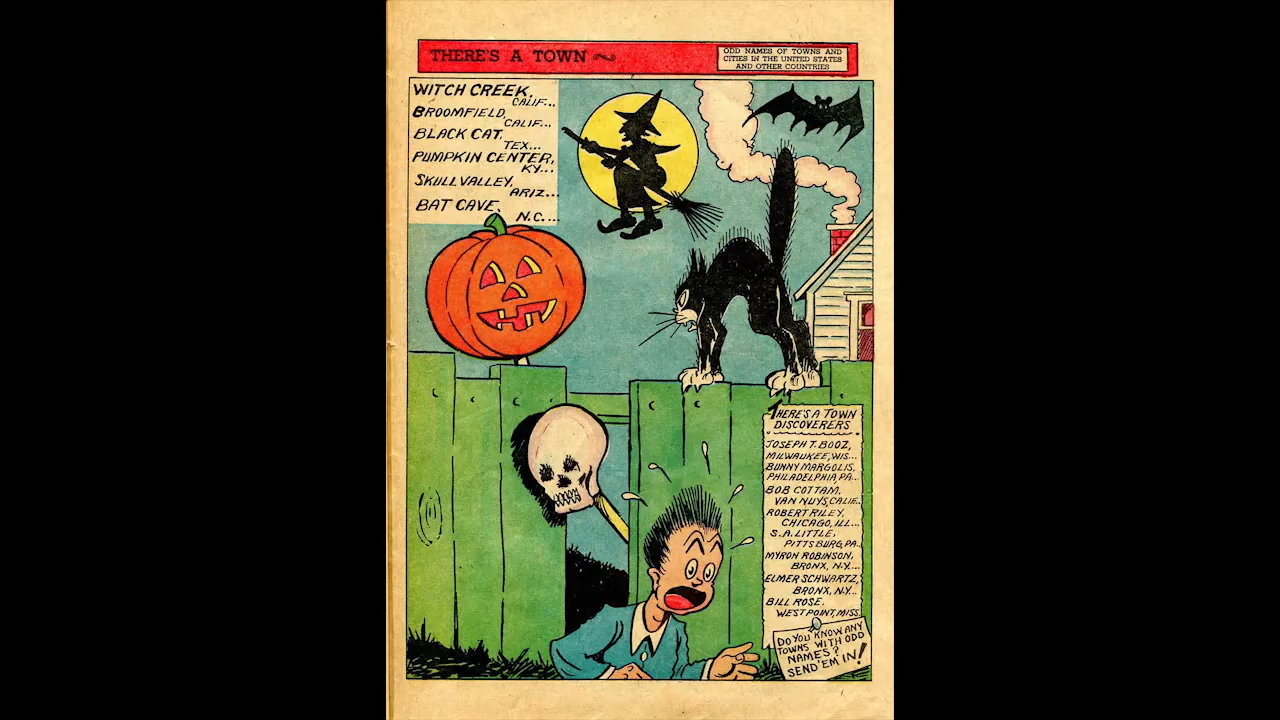 THERE'S A TOWN
ODD NAMES OF TOWNS AND
CITIES IN THE UNITED STATES
AND OTHER COUNTRIES
WITCH CREEK,
CALIF...
BROOMFIELD,
CALIF...
BLACK CAT,
TEX...
PUMPKIN CENTER,
KY...
SKULL VALLEY,
ARIZ...
BAT CAVE,
N.C....
THERE'S A TOWN
DISCOVERERS
JOSEPH T. BOOZ,
MILWAUKEE, WIS...
BUNNY MARGOLIS,
PHILADELPHIA, PA...
BOB COTTAM,
VAN NUYS, CALIF..
ROBERT RILEY,
CHICAGO, ILL...
S.A. LITTLE,
PITTSBURG, PA..
MYRON ROBINSON,
BRONX, N.Y....
ELMER SCHWARTZ,
BRONX, N.Y...
BILL ROSE,
WEST POINT, MISS.
DO YOU KNOW ANY
TOWNS WITH ODD
NAMES?
SEND 'EM IN!